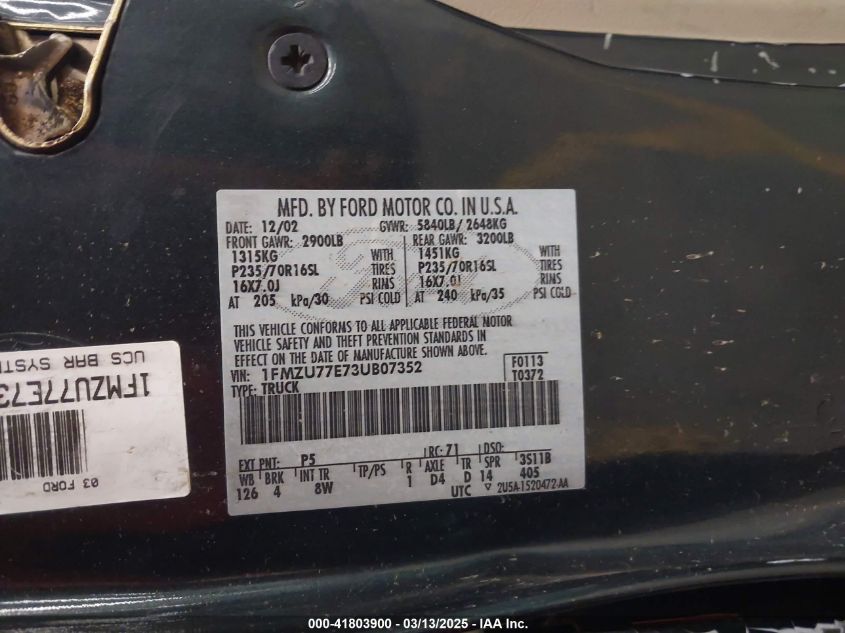 MFD. BY FORD MOTOR CO. IN U.S.A.
DATE: 12/02 GVWR: 5840LB/ 2648KG
FRONT GAWR: 2900LB REAR GAWR: 3200LB
1315KG WITH 1451KG WITH
P235/70R16SL TIRES P235/70R16SL TIRES
16X7.0J RIMS 16X7.0J RIMS
AT 205 kPa/30 PSI COLD AT 240 kPa/35 PSI COLD
THIS VEHICLE CONFORMS TO ALL APPLICABLE FEDERAL MOTOR
VEHICLE SAFETY AND THEFT PREVENTION STANDARDS IN
EFFECT ON THE DATE OF MANUFACTURE SHOWN ABOVE.
VIN: 1FMZU77E73UB07352 F0113
TYPE: TRUCK T0372
EXT PNT: P5 RC: 71 DSO:
WB BRK INT TR TP/PS R AXLE TR SPR 3S11B
126 4 8W 1 D4 D 14 405
UTC ▽ 2U5A-1520472-AA
1FMZU77E73
UCS BAR SYSTE
03 FORD
000-41803900 - 03/13/2025 - IAA Inc.